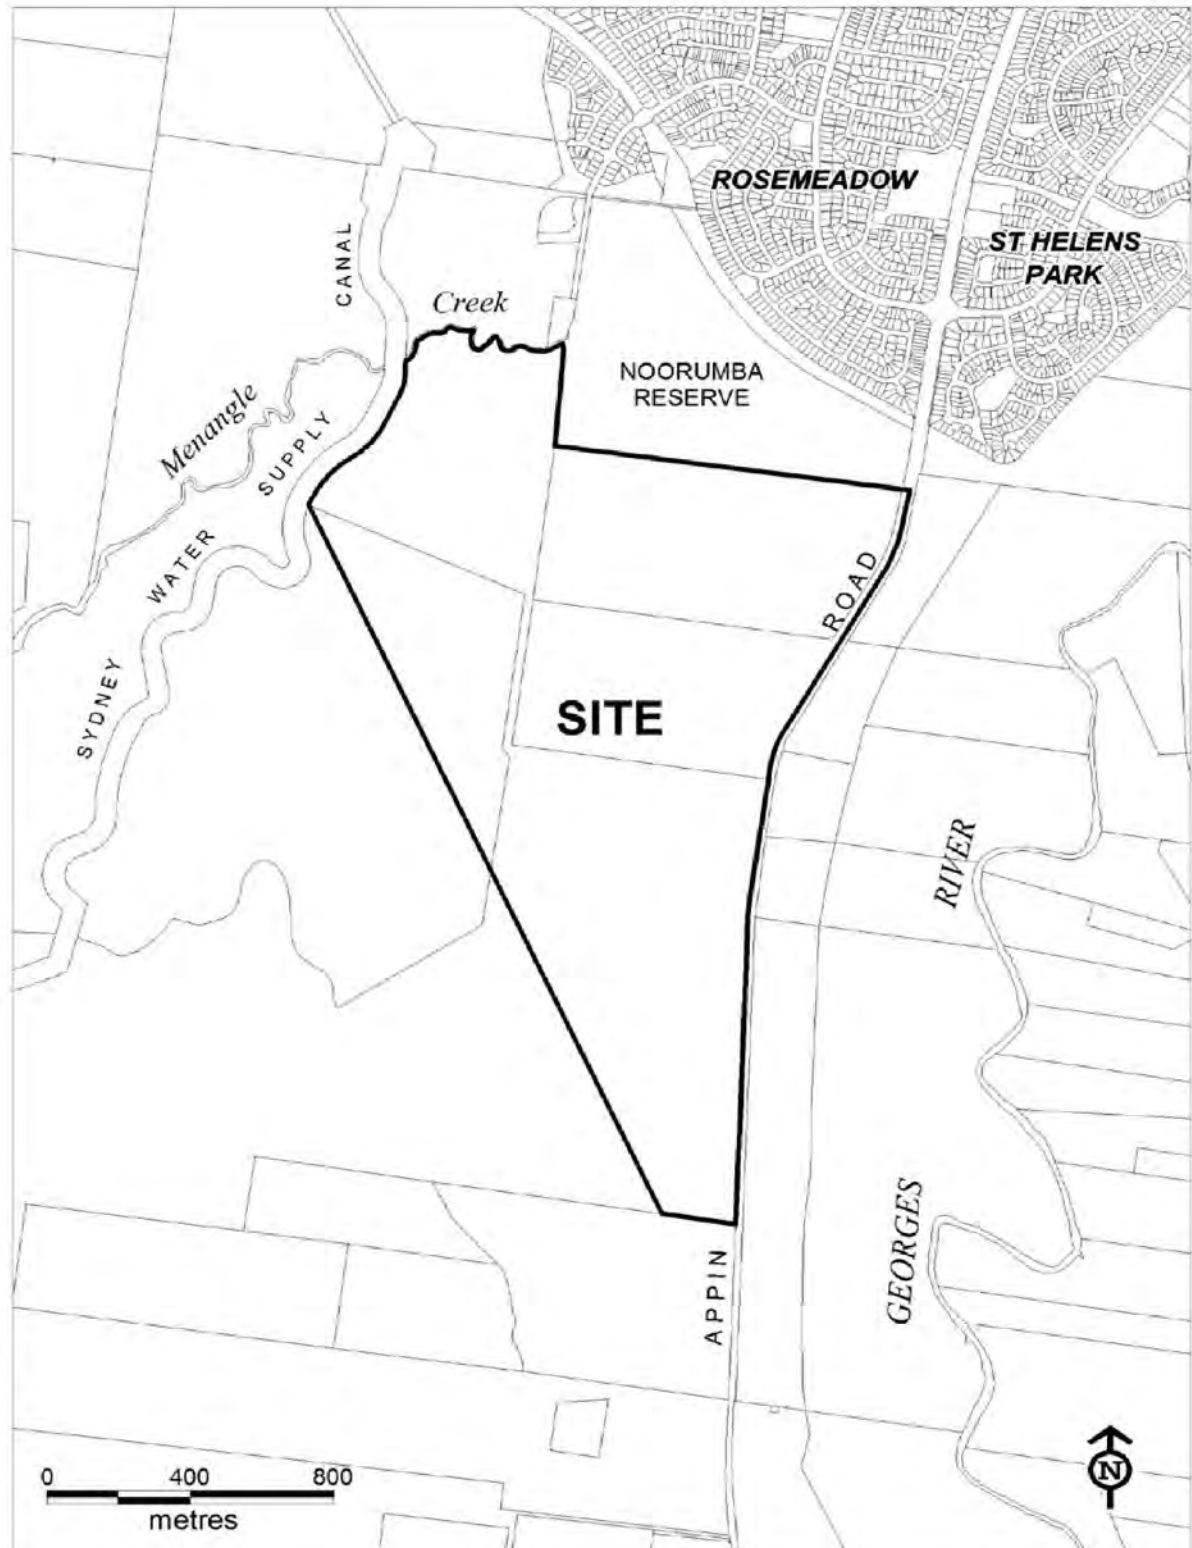 ROSEMEADOW
ST HELENS
PARK
CANAL
Creek
NOORUMBA
RESERVE
Menangle
SUPPLY
WATER
ROAD
SYDNEY
SITE
RIVER
GEORGES
APPIN
0 400 800
metres
N